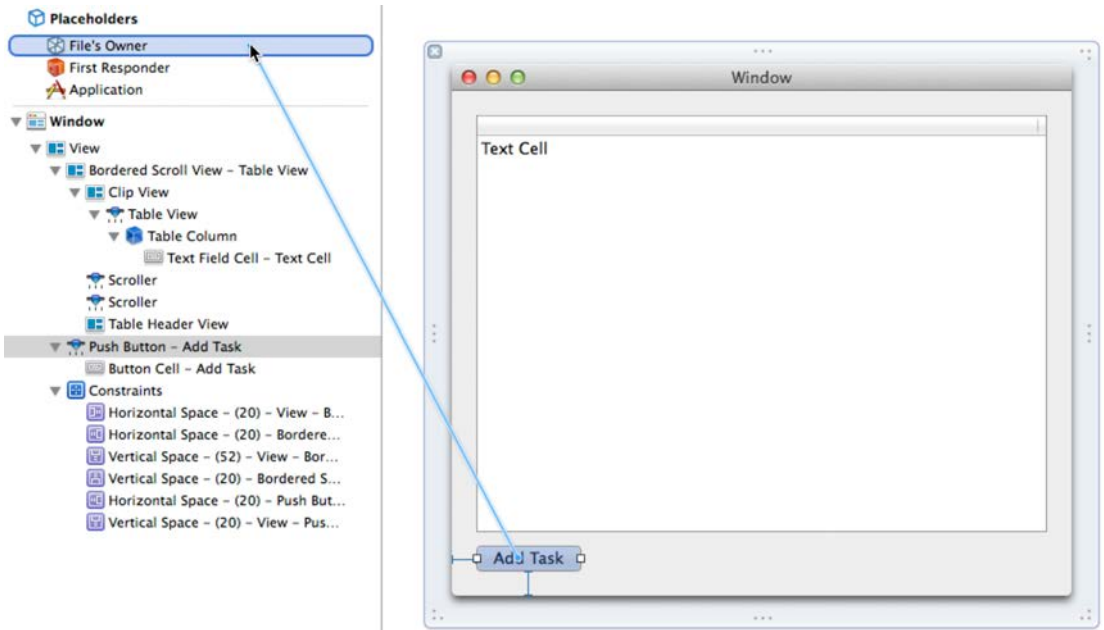 Placeholders
File's Owner
First Responder
Application
Window
View
Bordered Scroll View – Table View
Clip View
Table View
Table Column
Text Field Cell – Text Cell
Scroller
Scroller
Table Header View
Push Button – Add Task
Button Cell – Add Task
Constraints
Horizontal Space – (20) – View – B...
Horizontal Space – (20) – Bordere...
Vertical Space – (52) – View – Bor...
Vertical Space – (20) – Bordered S...
Horizontal Space – (20) – Push But...
Vertical Space – (20) – View – Pus...
Window
Text Cell
Add Task